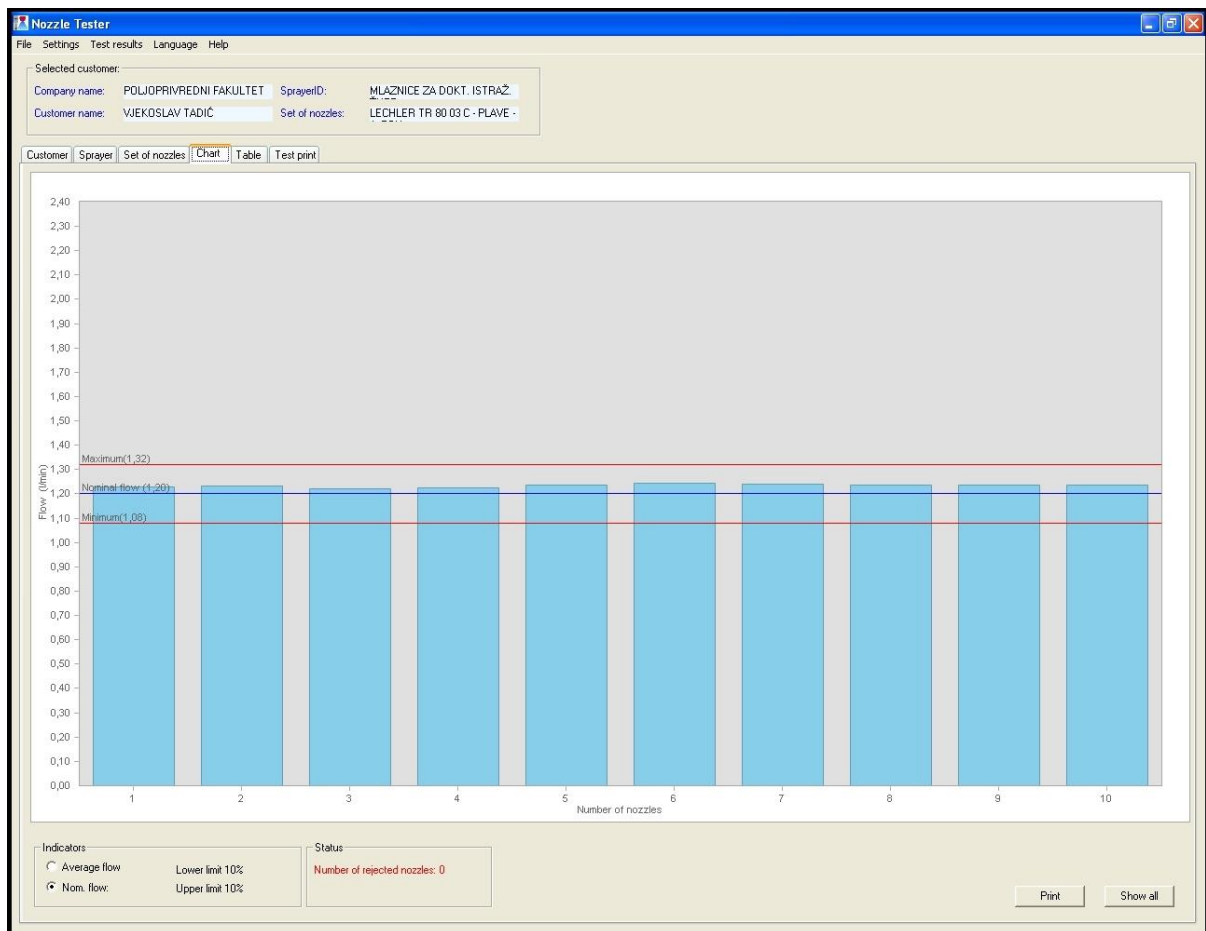 Nozzle Tester
File Settings Test results Language Help
Selected customer:
Company name: POLJOPRIVREDNI FAKULTET SprayerID: MLAZNICE ZA DOKT. ISTRAŽ.
Customer name: VJEKOSLAV TADIĆ Set of nozzles: LECHLER TR 80 03 C - PLAVE -
Customer Sprayer Set of nozzles Chart Table Test print
2,40
2,30
2,20
2,10
2,00
1,90
1,80
1,70
1,60
1,50
1,40
Maximum(1,32)
1,30
Nominal flow (1,20)
1,20
Minimum(1,08)
1,10
1,00
0,90
0,80
0,70
0,60
0,50
0,40
0,30
0,20
0,10
0,00
Flow (l/min)
1 2 3 4 5 6 7 8 9 10
Number of nozzles
Indicators
Average flow Lower limit 10%
Nom. flow: Upper limit 10%
Status
Number of rejected nozzles: 0
Print Show all